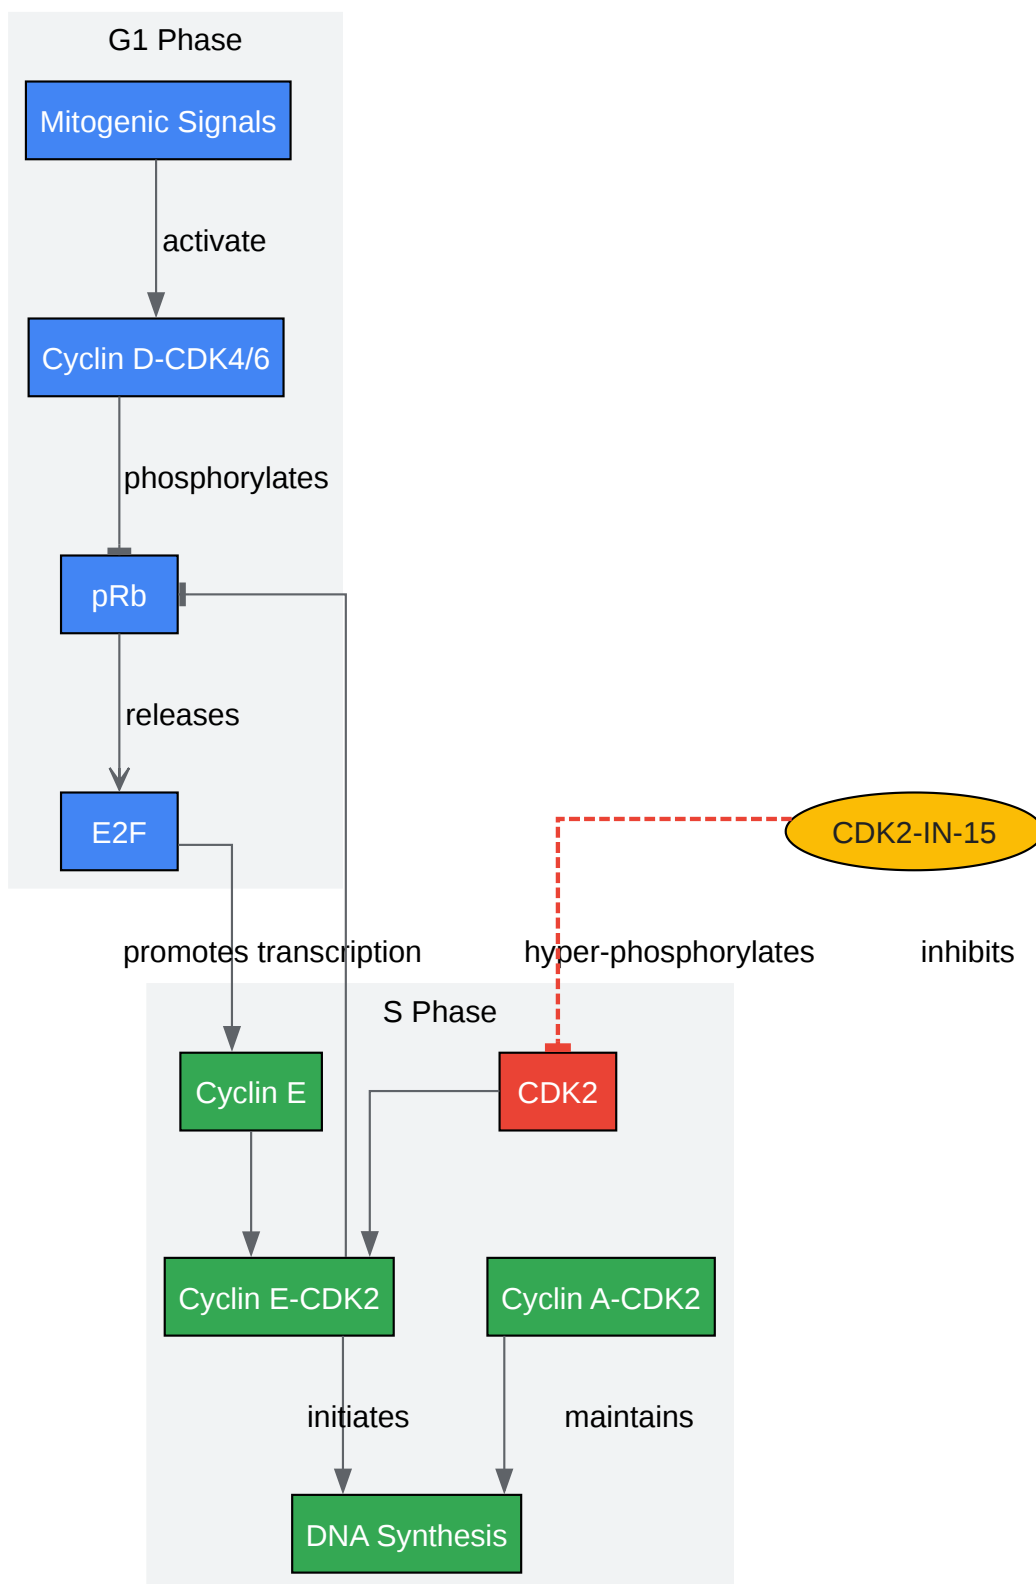 G1 Phase
Mitogenic Signals
activate
Cyclin D-CDK4/6
phosphorylates
pRb
releases
E2F
CDK2-IN-15
promotes transcription
hyper-phosphorylates
inhibits
S Phase
Cyclin E
CDK2
Cyclin E-CDK2
Cyclin A-CDK2
initiates
maintains
DNA Synthesis